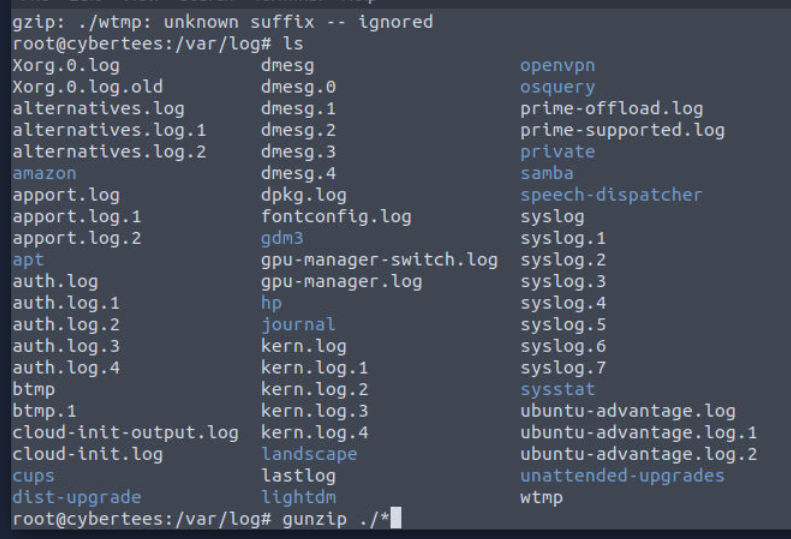 gzip: ./wtmp: unknown suffix -- ignored
root@cybertees:/var/log# ls
Xorg.0.log dmesg openvpn
Xorg.0.log.old dmesg.0 osquery
alternatives.log dmesg.1 prime-offload.log
alternatives.log.1 dmesg.2 prime-supported.log
alternatives.log.2 dmesg.3 private
amazon dmesg.4 samba
apport.log dpkg.log speech-dispatcher
apport.log.1 fontconfig.log syslog
apport.log.2 gdm3 syslog.1
apt gpu-manager-switch.log syslog.2
auth.log gpu-manager.log syslog.3
auth.log.1 hp syslog.4
auth.log.2 journal syslog.5
auth.log.3 kern.log syslog.6
auth.log.4 kern.log.1 syslog.7
btmp kern.log.2 sysstat
btmp.1 kern.log.3 ubuntu-advantage.log
cloud-init-output.log kern.log.4 ubuntu-advantage.log.1
cloud-init.log landscape ubuntu-advantage.log.2
cups lastlog unattended-upgrades
dist-upgrade lightdm wtmp
root@cybertees:/var/log# gunzip ./*